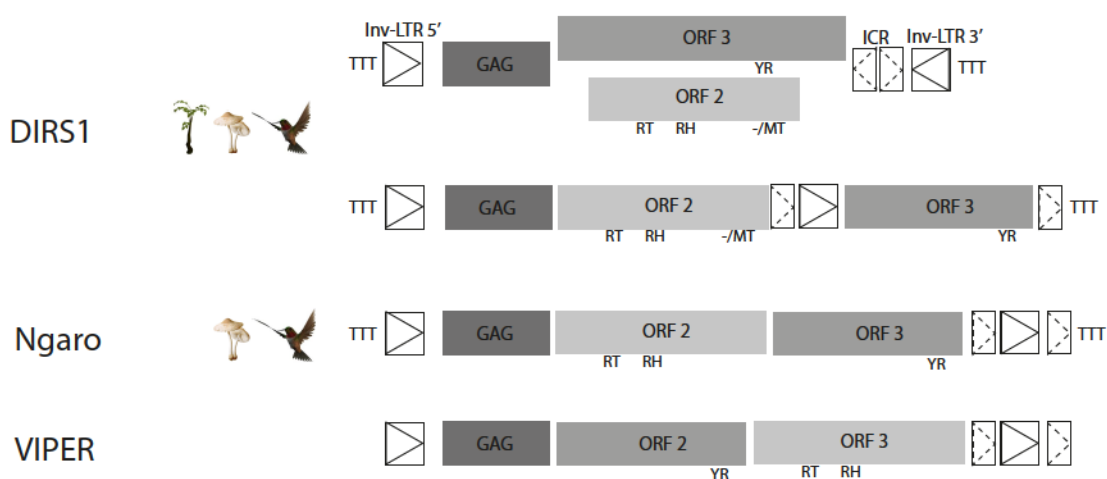 Inv-LTR 5’
ORF 3
ICR
Inv-LTR 3’
TTT
GAG
YR
TTT
ORF 2
RT RH -/MT
DIRS1
TTT
GAG
ORF 2
ORF 3
TTT
RT RH -/MT
YR
Ngaro
TTT
GAG
ORF 2
ORF 3
TTT
RT RH
YR
VIPER
GAG
ORF 2
ORF 3
YR
RT RH